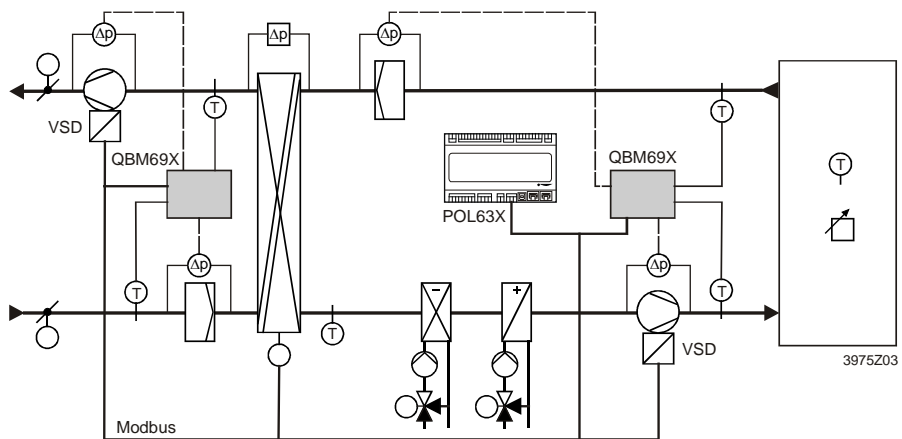 Δp
Δp
Δp
T
T
VSD
QBM69X
QBM69X
T
POL63X
Δp
Δp
T
T
T
-
+
VSD
3975Z03
Modbus